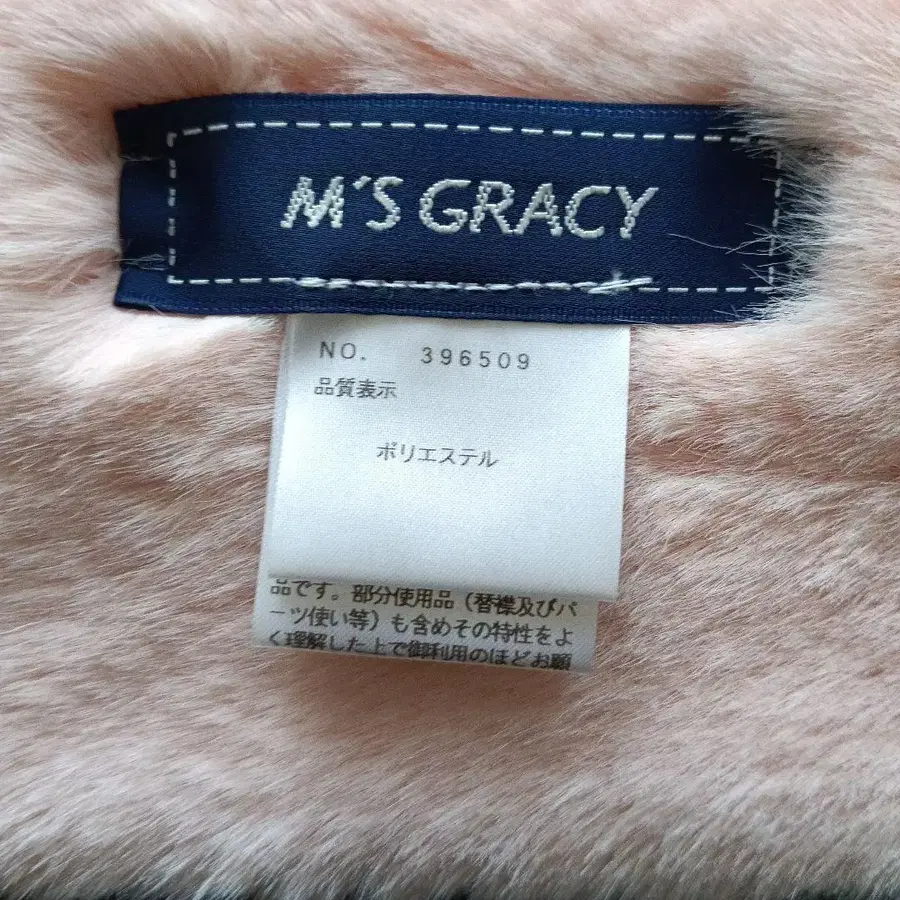 M'S GRACY
NO. 396509
品質表示
ポリエステル
品です。部分使用品(替襟及びパ
ーツ使い等)も含めその特性をよ
く理解した上で御利用のほどお願